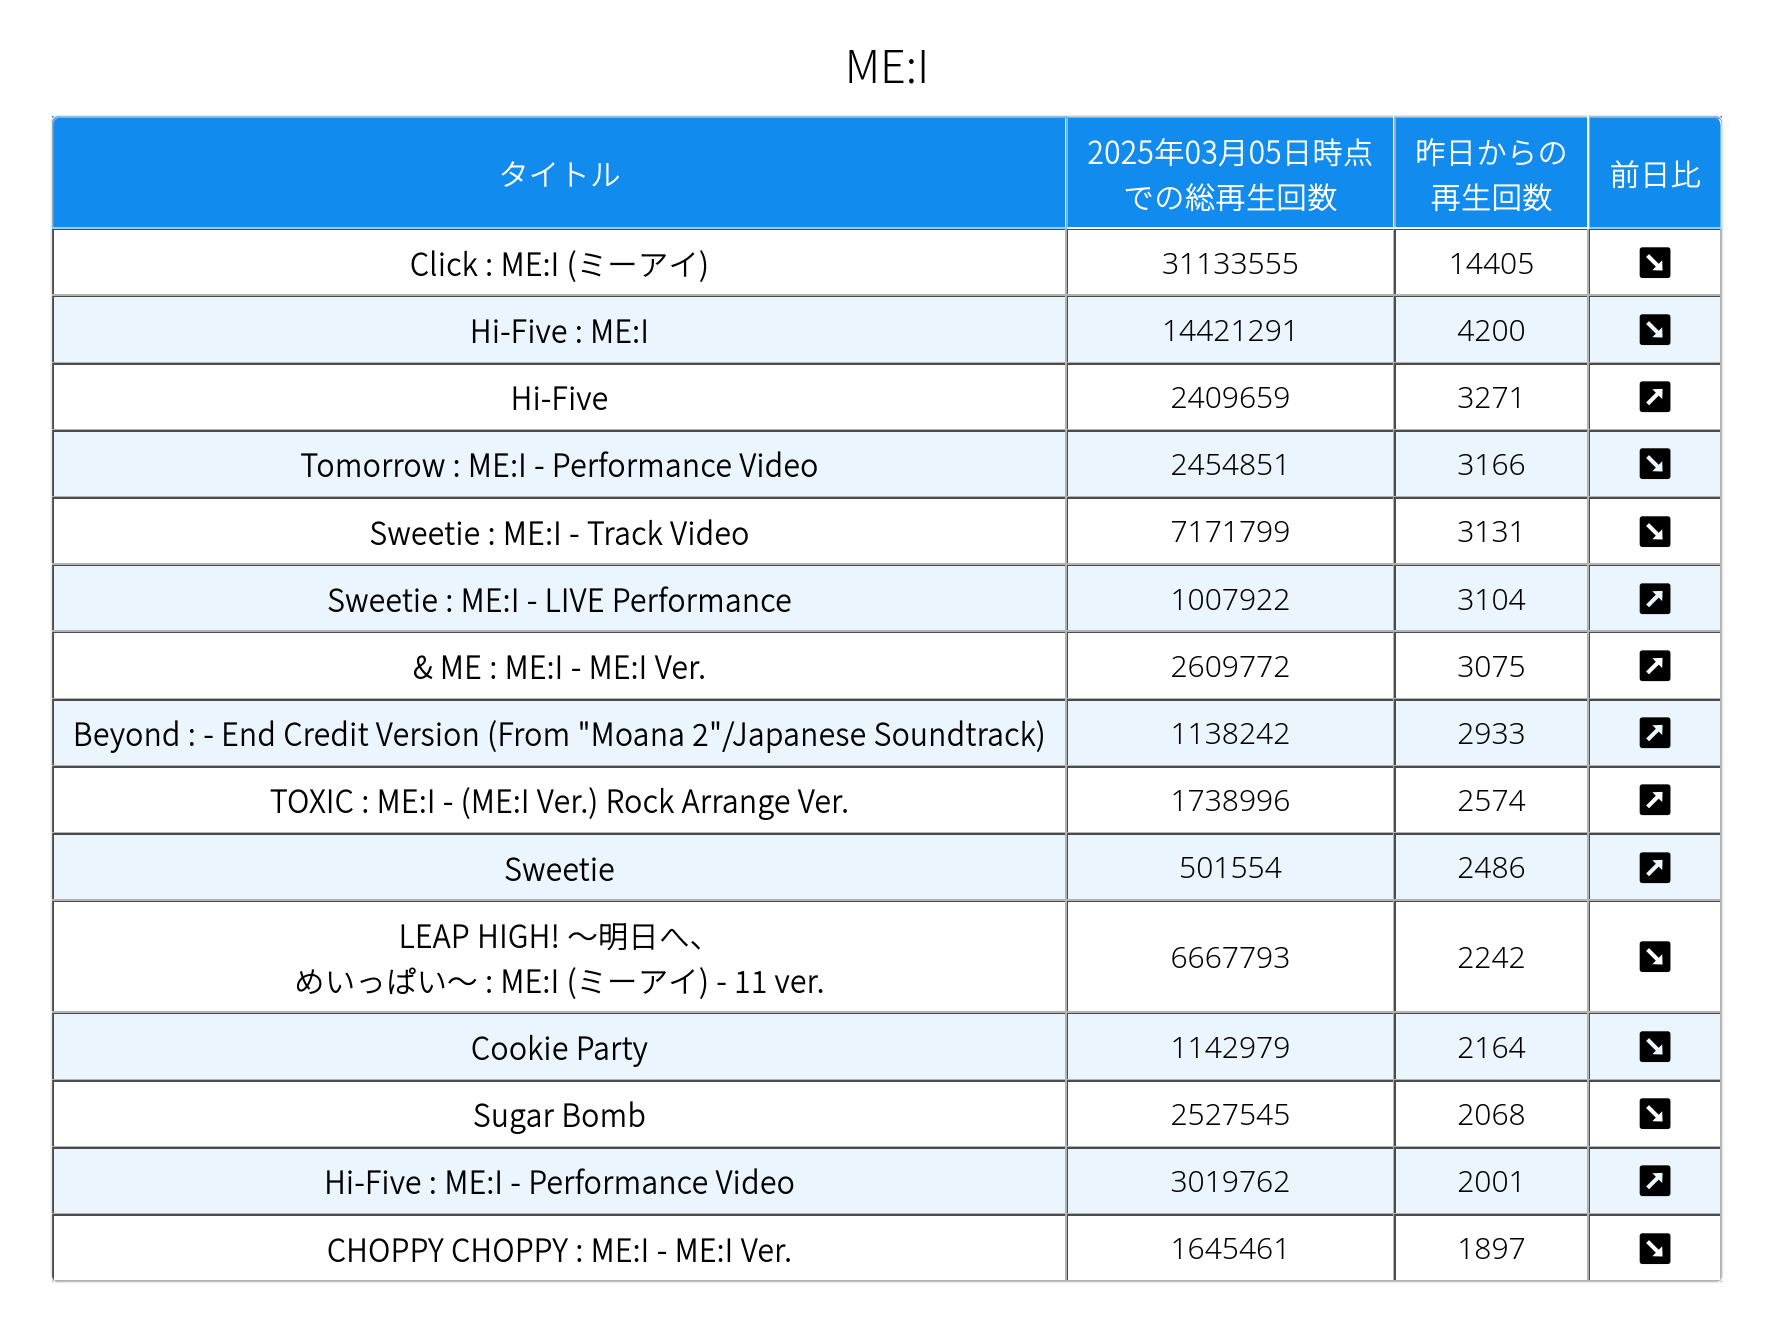 ME:I
タイトル
2025年03月05日時点
での総再生回数
昨日からの
再生回数
前日比
Click : ME:I (ミーアイ) 31133555 14405
Hi-Five : ME:I 14421291 4200
Hi-Five 2409659 3271
Tomorrow : ME:I - Performance Video 2454851 3166
Sweetie : ME:I - Track Video 7171799 3131
Sweetie : ME:I - LIVE Performance 1007922 3104
& ME : ME:I - ME:I Ver. 2609772 3075
Beyond : - End Credit Version (From "Moana 2"/Japanese Soundtrack) 1138242 2933
TOXIC : ME:I - (ME:I Ver.) Rock Arrange Ver. 1738996 2574
Sweetie 501554 2486
LEAP HIGH! 〜明日へ、
めいっぱい〜 : ME:I (ミーアイ) - 11 ver. 6667793 2242
Cookie Party 1142979 2164
Sugar Bomb 2527545 2068
Hi-Five : ME:I - Performance Video 3019762 2001
CHOPPY CHOPPY : ME:I - ME:I Ver. 1645461 1897